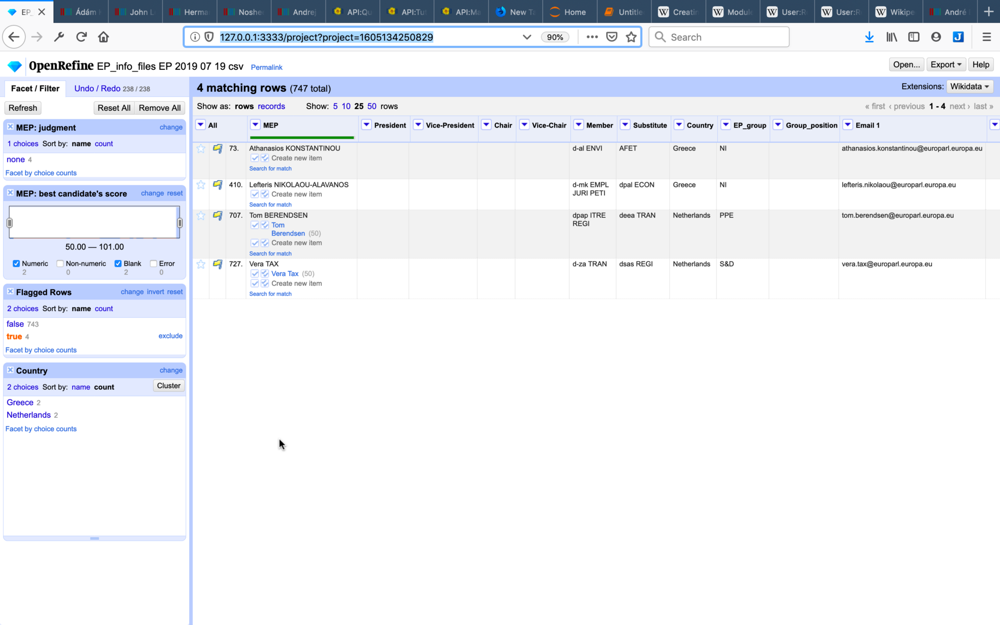 EP_ Ádám John L Herma Noshe Andrej API:Qu API:Tu API:Ma New Ta Home Untitle Creatin Modul User:R User:R Wikipe André
127.0.0.1:3333/project?project=1605134250829 90% Search
OpenRefine EP_info_files EP 2019 07 19 csv Permalink Open... Export Help
Facet / Filter Undo / Redo 238 / 238
4 matching rows (747 total) Extensions: Wikidata
Refresh Reset All Remove All
Show as: rows records Show: 5 10 25 50 rows « first ‹ previous 1 - 4 next › last »
All MEP President Vice-President Chair Vice-Chair Member Substitute Country EP_group Group_position Email 1
73. Athanasios KONSTANTINOU d-al ENVI AFET Greece NI athanasios.konstantinou@europarl.europa.eu
Create new item
Search for match
410. Lefteris NIKOLAOU-ALAVANOS d-mk EMPL JURI PETI dpal ECON Greece NI lefteris.nikolaou@europarl.europa.eu
Create new item
Search for match
707. Tom BERENDSEN dpap ITRE REGI deea TRAN Netherlands PPE tom.berendsen@europarl.europa.eu
Tom
Berendsen (50)
Create new item
Search for match
727. Vera TAX d-za TRAN dsas REGI Netherlands S&D vera.tax@europarl.europa.eu
Vera Tax (50)
Create new item
Search for match
MEP: judgment change
1 choices Sort by: name count
none 4
Facet by choice counts
MEP: best candidate's score change reset
50.00 — 101.00
Numeric Non-numeric Blank Error
2 0 2 0
Flagged Rows change invert reset
2 choices Sort by: name count
false 743
true 4 exclude
Facet by choice counts
Country change
2 choices Sort by: name count Cluster
Greece 2
Netherlands 2
Facet by choice counts